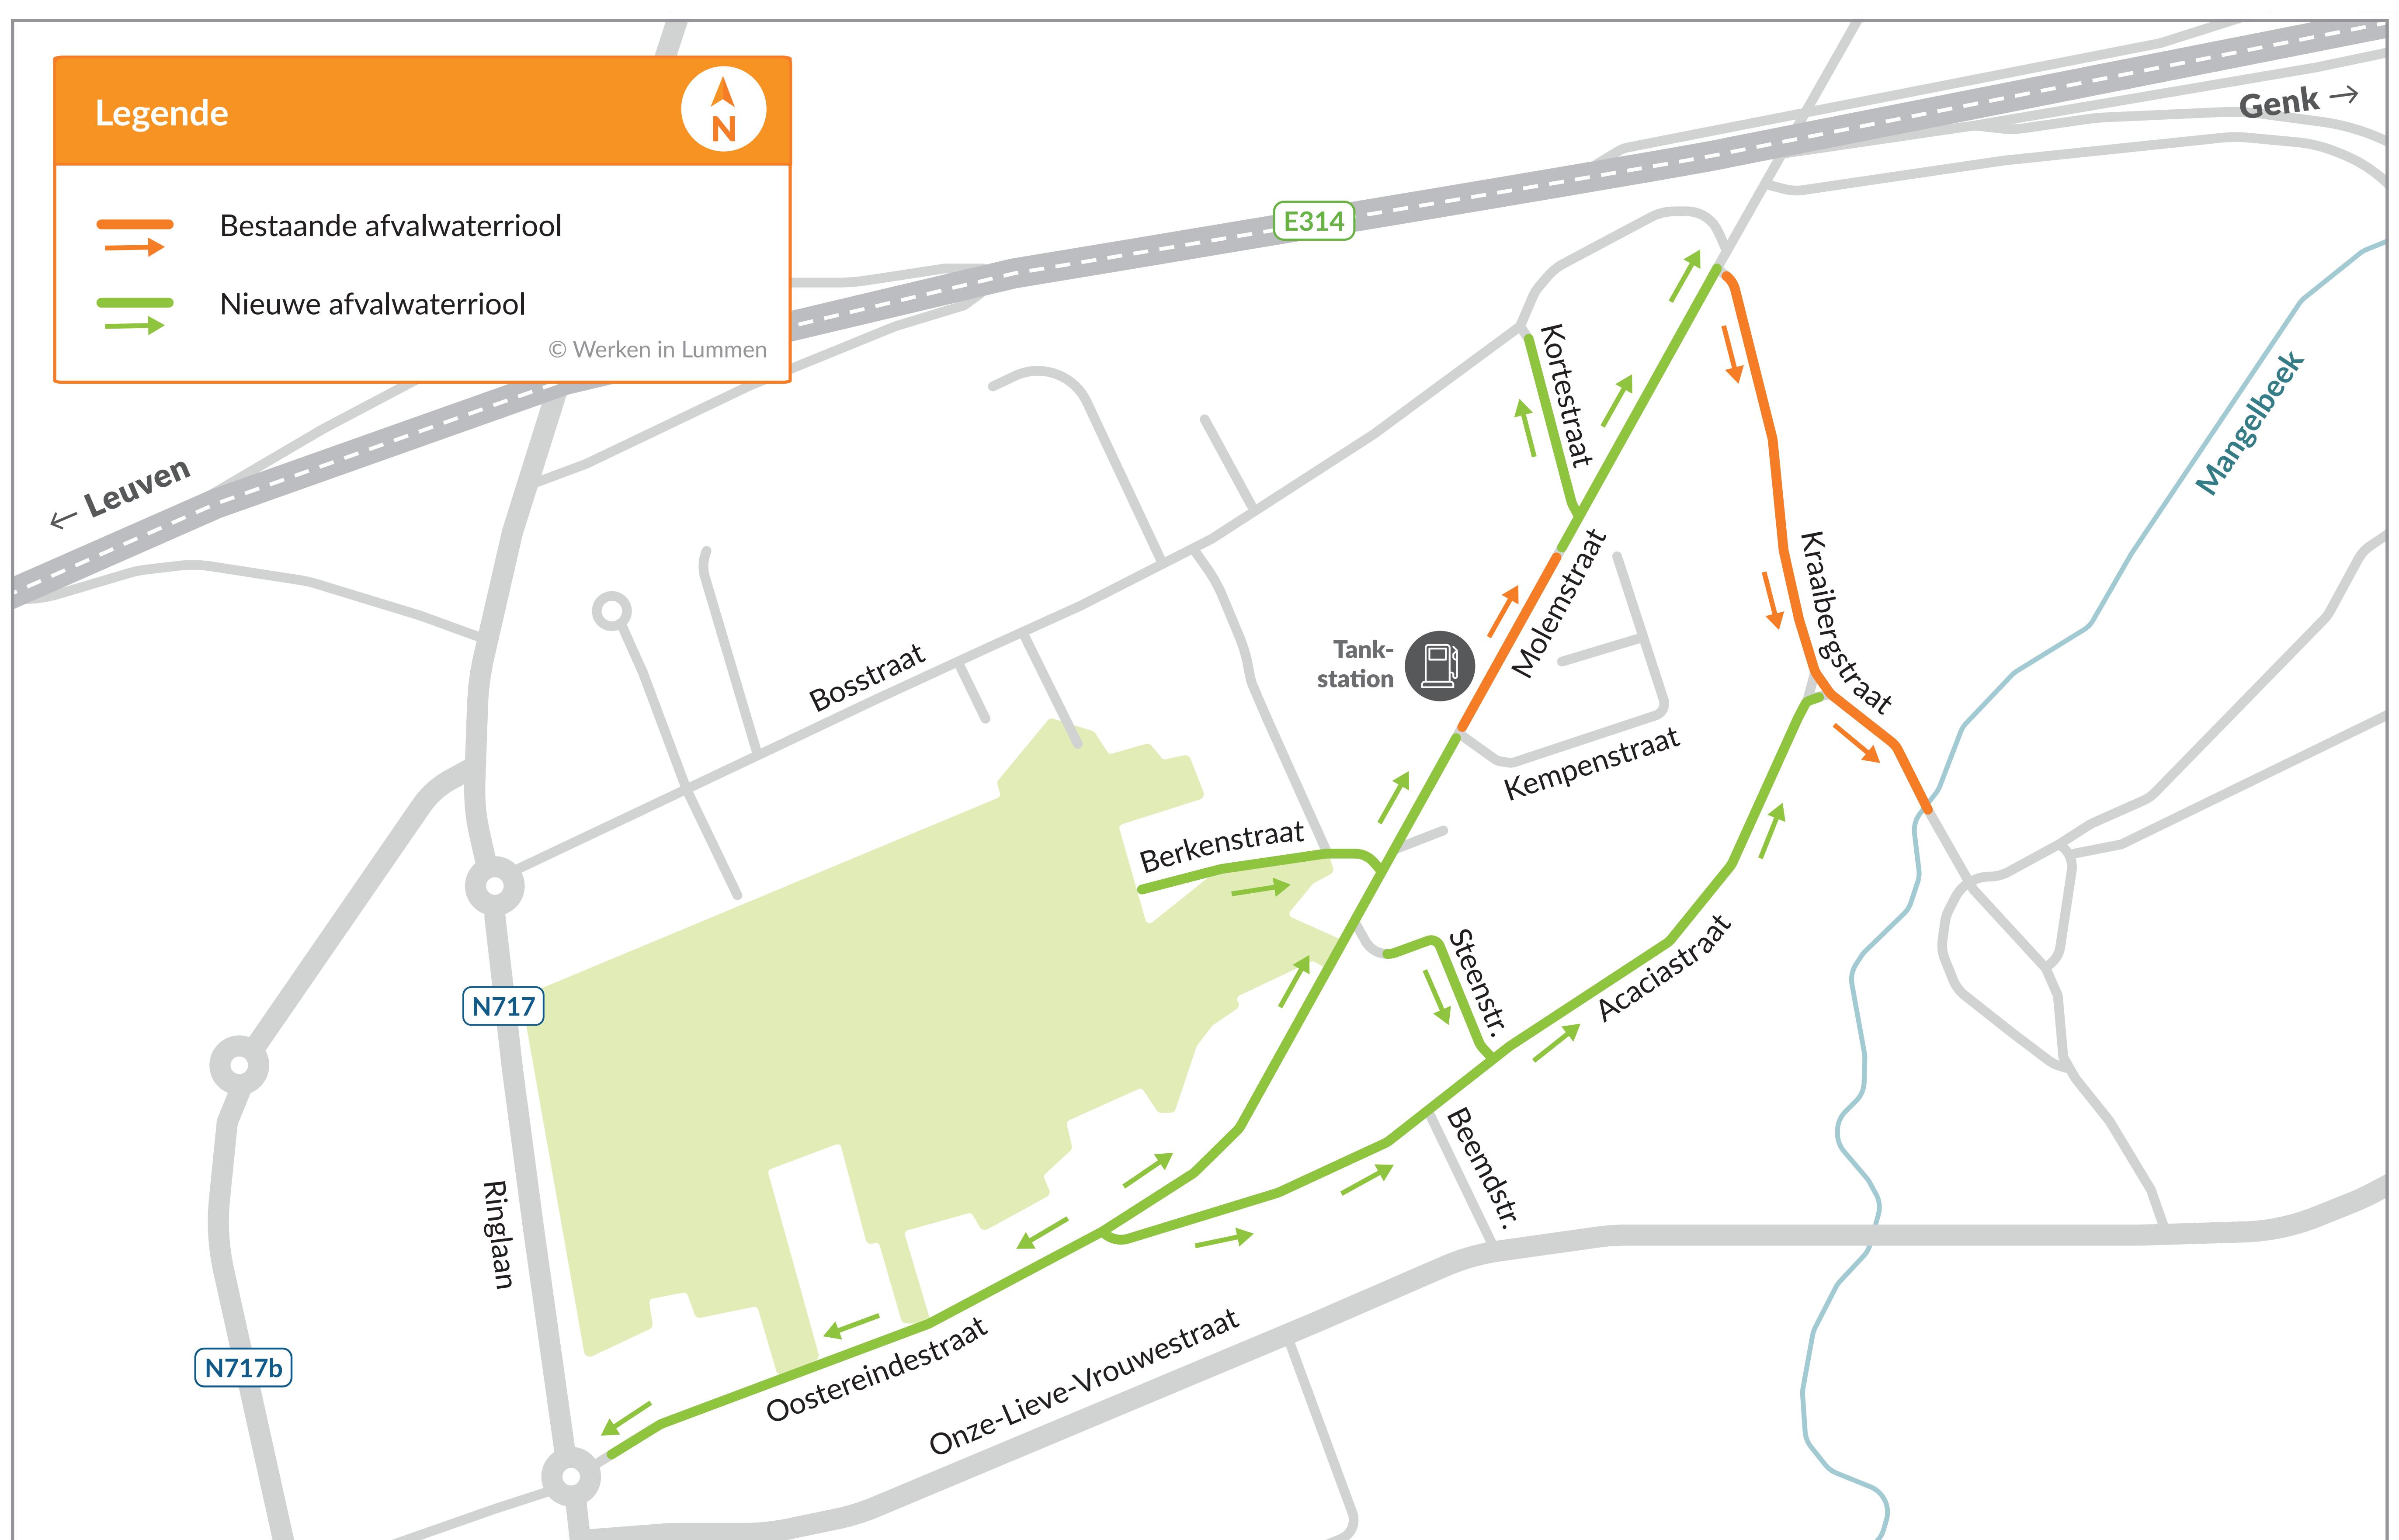 Legende
N
Bestaande afvalwaterriool
Nieuwe afvalwaterriool
© Werken in Lummen
Genk →
E314
← Leuven
Kortestraat
Mangelbeek
Molemstraat
Kraaibergstraat
Tank-
station
Bosstraat
Kempenstraat
Berkenstraat
Steenstr.
Acaciastraat
N717
Beemdstr.
Ringlaan
N717b
Oostereindestraat
Onze-Lieve-Vrouwestraat